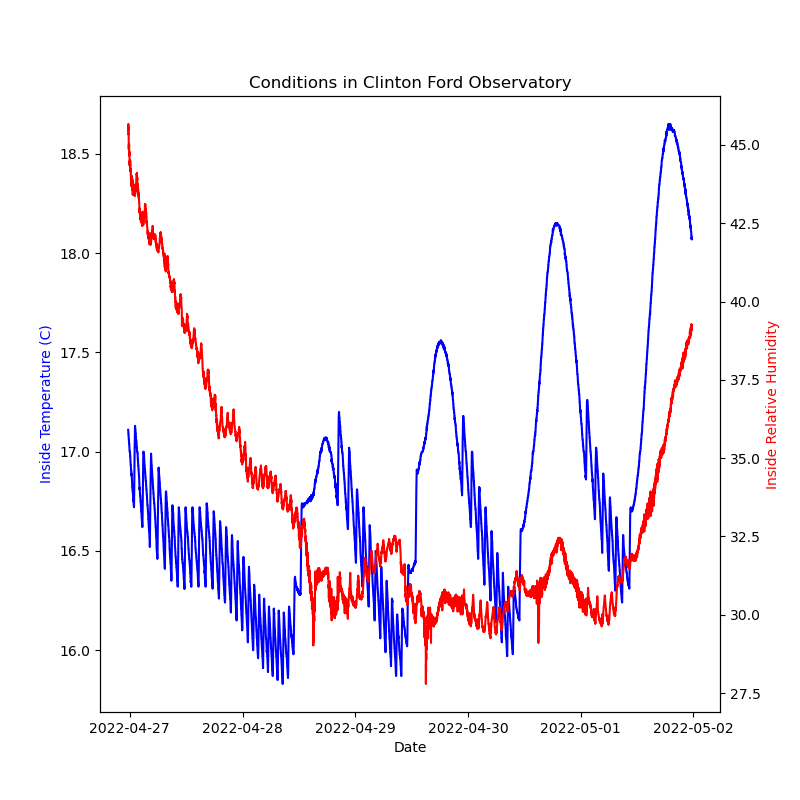 Conditions in Clinton Ford Observatory
18.5
18.0
17.5
17.0
16.5
16.0
Inside Temperature (C)
45.0
42.5
40.0
37.5
35.0
32.5
30.0
27.5
Inside Relative Humidity
2022-04-27 2022-04-28 2022-04-29 2022-04-30 2022-05-01 2022-05-02
Date